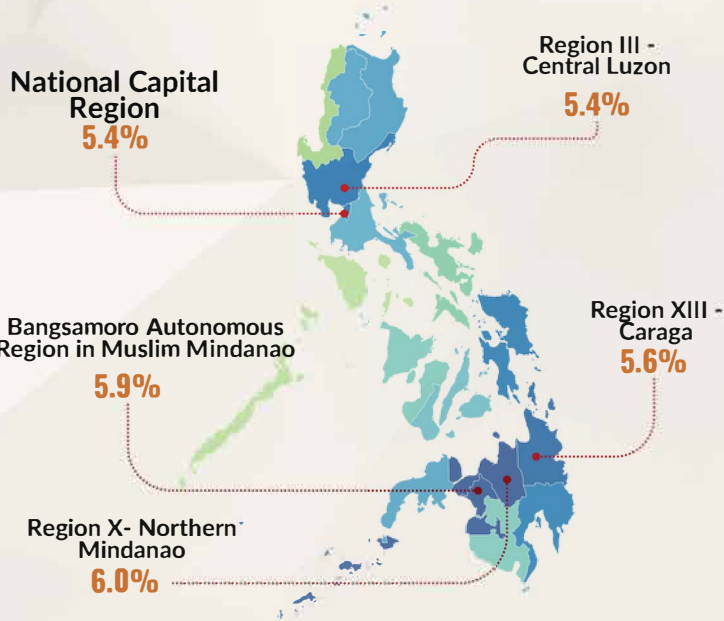 National Capital
Region
5.4%
Region III -
Central Luzon
5.4%
Bangsamoro Autonomous
Region in Muslim Mindanao
5.9%
Region XIII -
Caraga
5.6%
Region X- Northern
Mindanao
6.0%